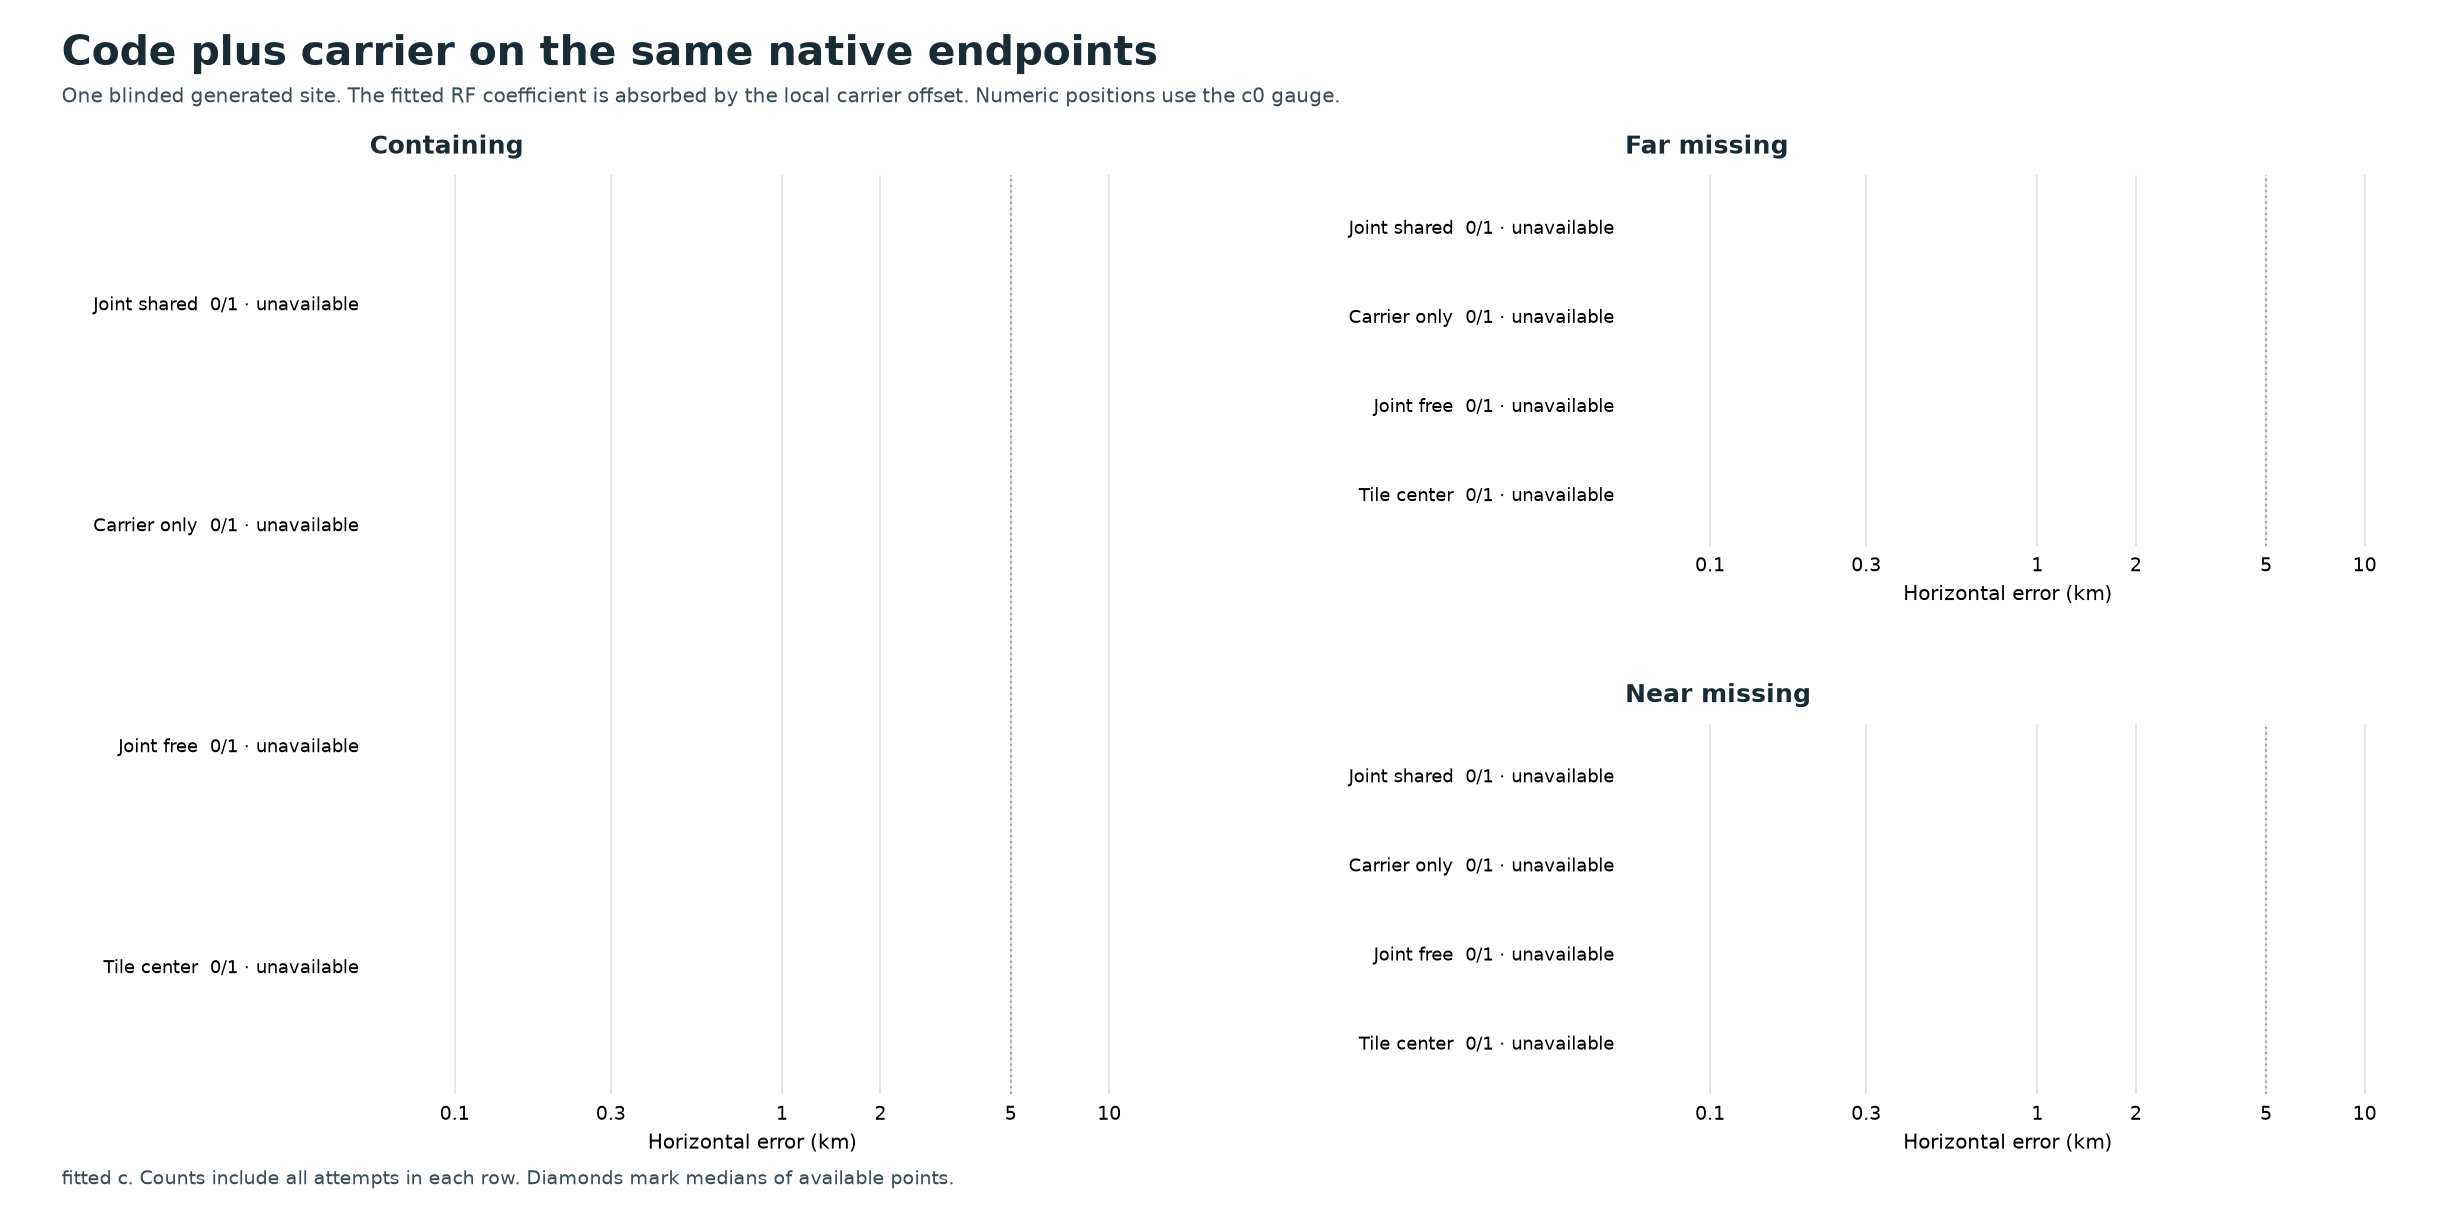 Code plus carrier on the same native endpoints
One blinded generated site. The fitted RF coefficient is absorbed by the local carrier offset. Numeric positions use the c0 gauge.
Containing
Joint shared  0/1 · unavailable
Carrier only  0/1 · unavailable
Joint free  0/1 · unavailable
Tile center  0/1 · unavailable
0.1 0.3 1 2 5 10
Horizontal error (km)
Far missing
Joint shared  0/1 · unavailable
Carrier only  0/1 · unavailable
Joint free  0/1 · unavailable
Tile center  0/1 · unavailable
0.1 0.3 1 2 5 10
Horizontal error (km)
Near missing
Joint shared  0/1 · unavailable
Carrier only  0/1 · unavailable
Joint free  0/1 · unavailable
Tile center  0/1 · unavailable
0.1 0.3 1 2 5 10
Horizontal error (km)
fitted c. Counts include all attempts in each row. Diamonds mark medians of available points.